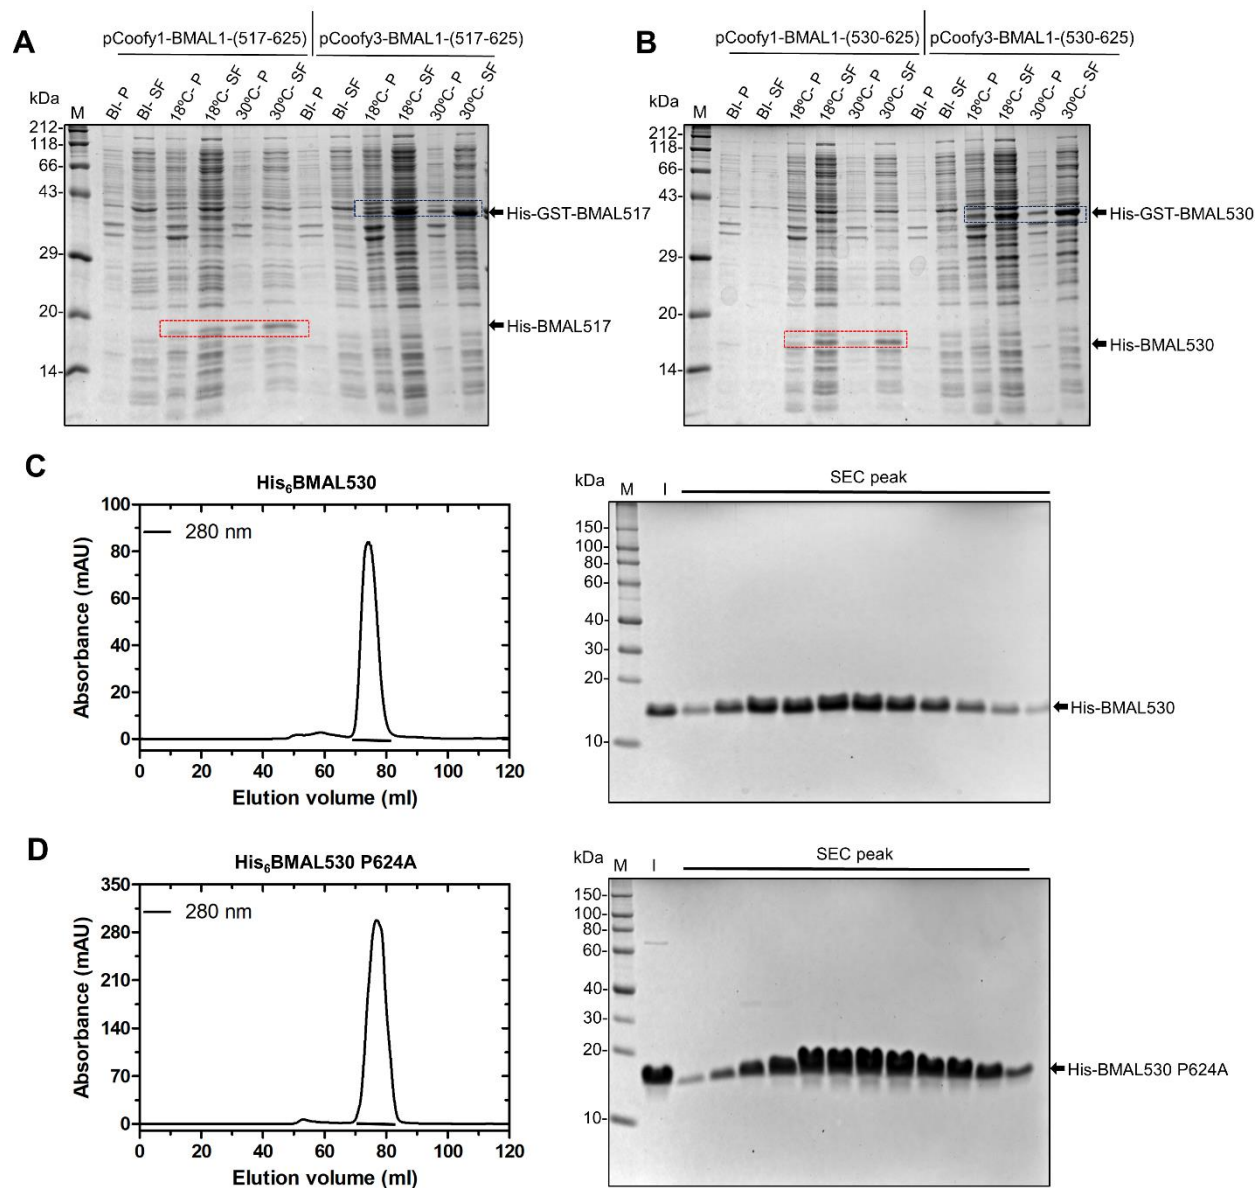 A
pCoofy1-BMAL1-(517-625) pCoofy3-BMAL1-(517-625)
kDa M BI- P BI- SF 18ºC- P 18ºC- SF 30ºC- P 30ºC- SF BI- P BI- SF 18ºC- P 18ºC- SF 30ºC- P 30ºC- SF
212-
118-
66-
43-
29-
20-
14-
His-GST-BMAL517
His-BMAL517
B
pCoofy1-BMAL1-(530-625) pCoofy3-BMAL1-(530-625)
kDa M BI- P BI- SF 18ºC- P 18ºC- SF 30ºC- P 30ºC- SF BI- P BI- SF 18ºC- P 18ºC- SF 30ºC- P 30ºC- SF
212-
118-
66-
43-
29-
20-
14-
His-GST-BMAL530
His-BMAL530
C
His₆BMAL530
280 nm
Absorbance (mAU)
100
80
60
40
20
0
0 20 40 60 80 100 120
Elution volume (ml)
kDa M I SEC peak
150-
100-
80-
60-
40-
30-
20-
10-
His-BMAL530
D
His₆BMAL530 P624A
280 nm
Absorbance (mAU)
350
280
210
140
70
0
0 20 40 60 80 100 120
Elution volume (ml)
kDa M I SEC peak
150-
100-
80-
60-
40-
30-
20-
10-
His-BMAL530 P624A